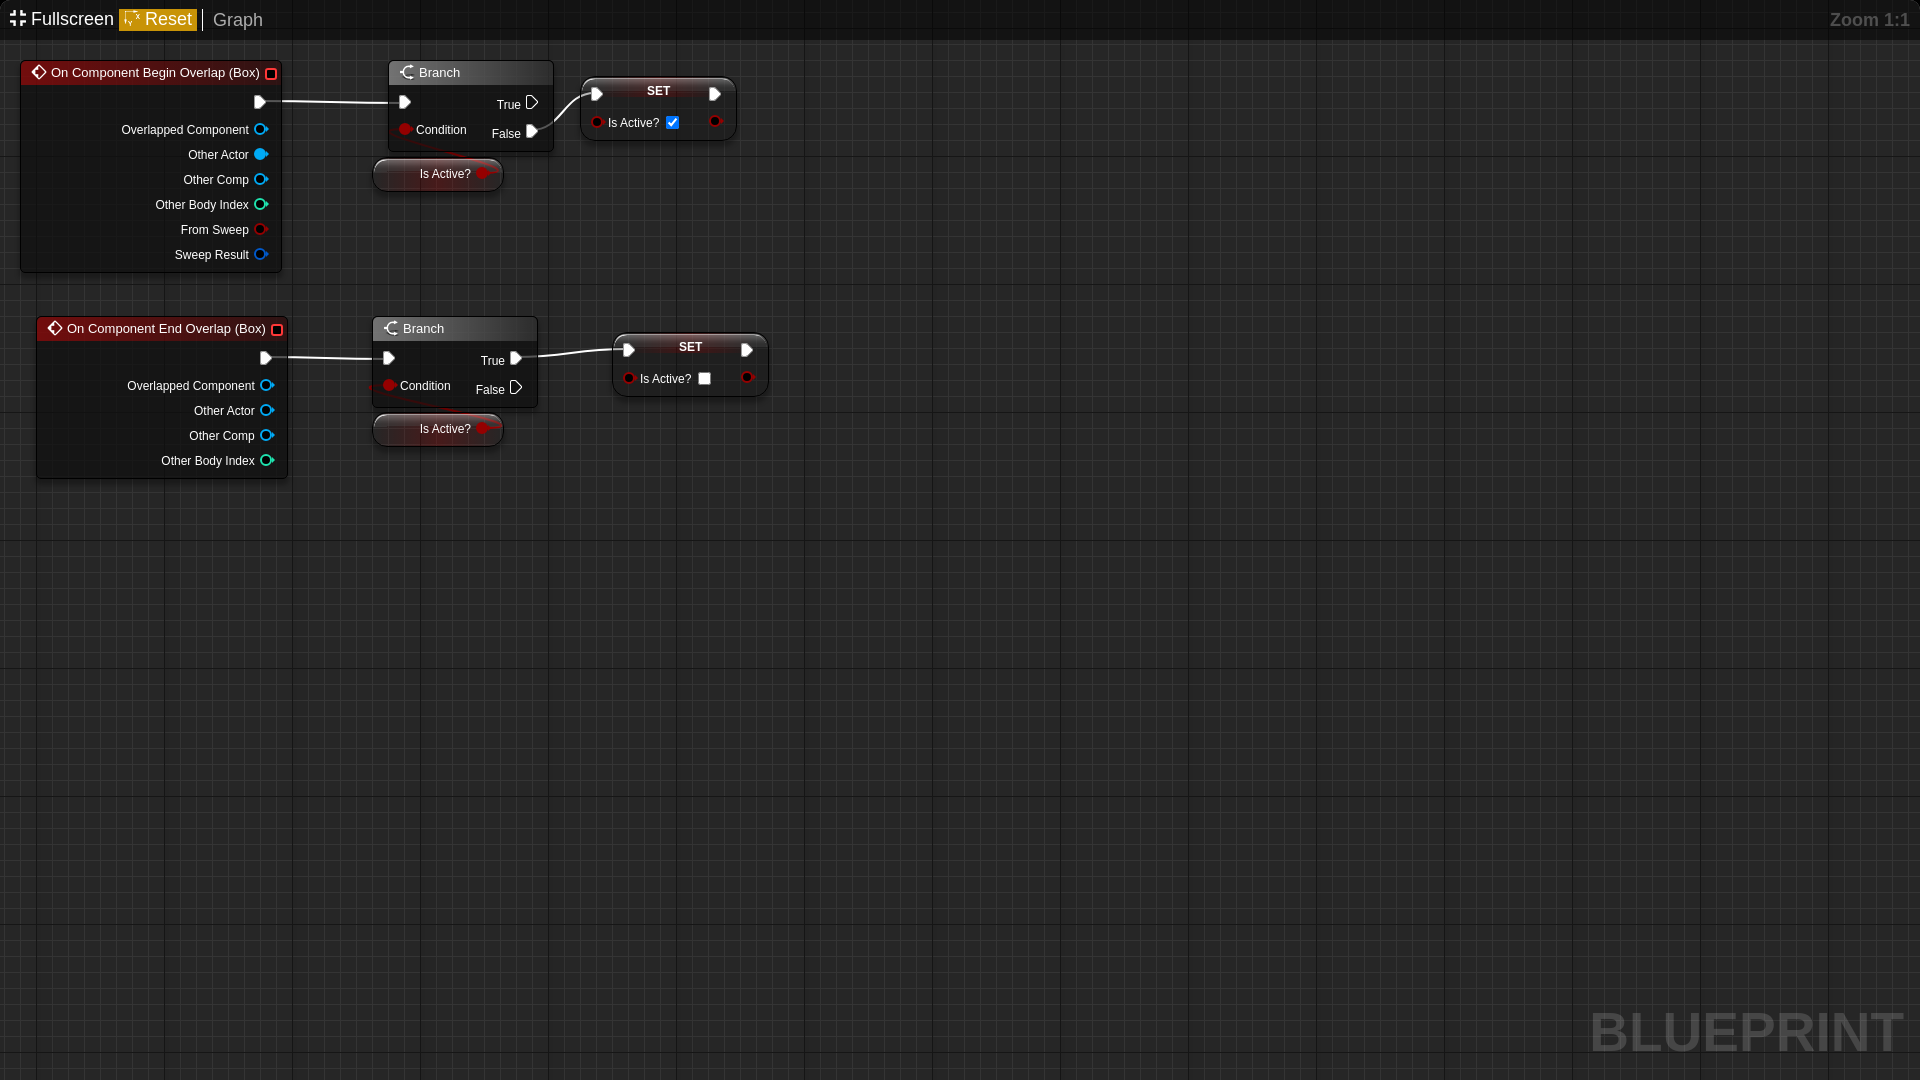 Fullscreen Reset Graph Zoom 1:1
On Component Begin Overlap (Box)
Overlapped Component
Other Actor
Other Comp
Other Body Index
From Sweep
Sweep Result
Branch
True
Condition
False
Is Active?
SET
Is Active?
On Component End Overlap (Box)
Overlapped Component
Other Actor
Other Comp
Other Body Index
Branch
True
Condition
False
Is Active?
SET
Is Active?
BLUEPRINT